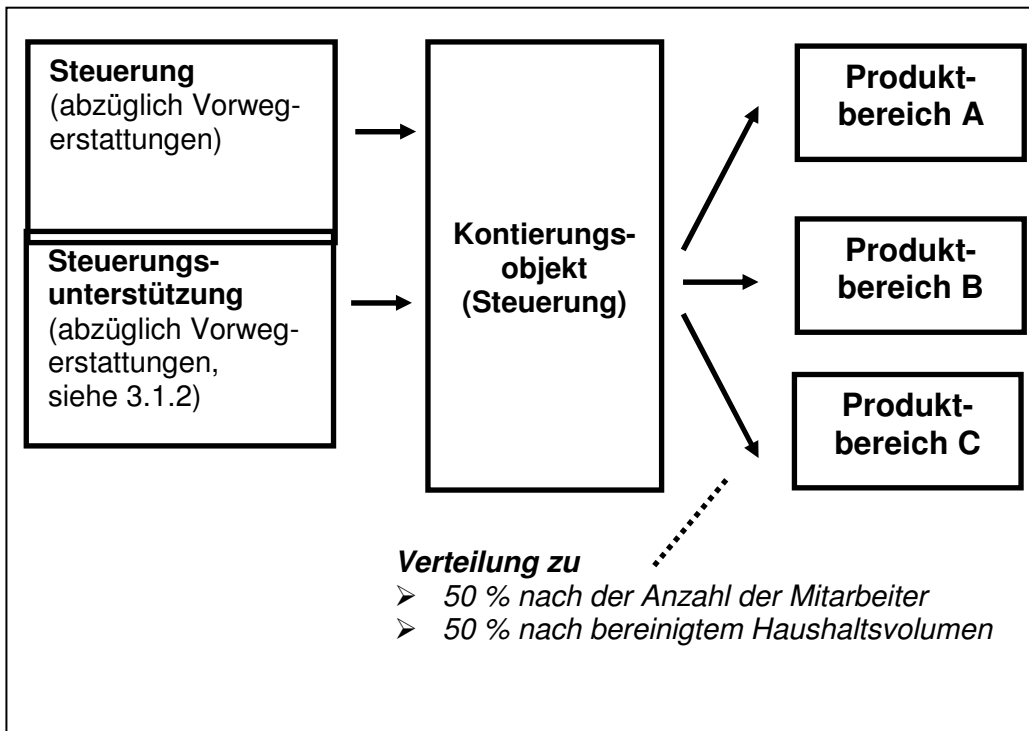 Steuerung
(abzüglich Vorweg-
erstattungen)
Steuerungs-
unterstützung
(abzüglich Vorweg-
erstattungen,
siehe 3.1.2)
Kontierungs-
objekt
(Steuerung)
Produkt-
bereich A
Produkt-
bereich B
Produkt-
bereich C
Verteilung zu
➢ 50 % nach der Anzahl der Mitarbeiter
➢ 50 % nach bereinigtem Haushaltsvolumen